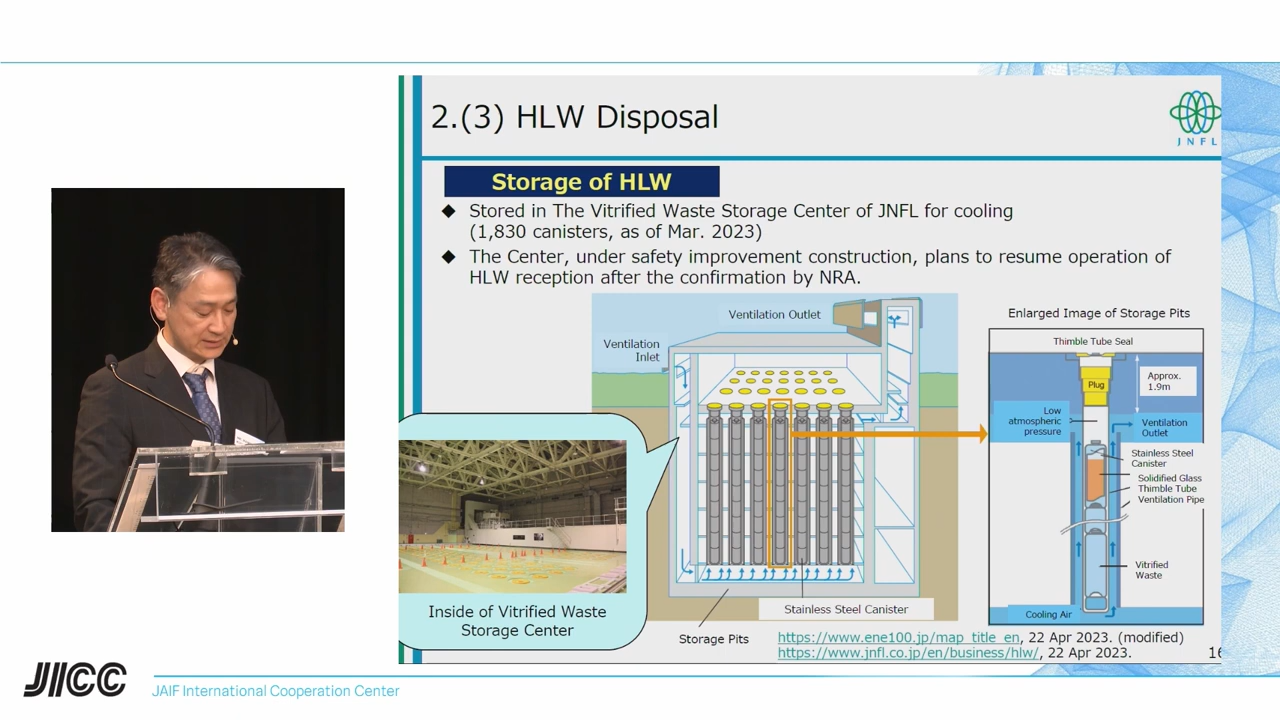 2.(3) HLW Disposal
JNFL
Storage of HLW
◆ Stored in The Vitrified Waste Storage Center of JNFL for cooling
(1,830 canisters, as of Mar. 2023)
◆ The Center, under safety improvement construction, plans to resume operation of
HLW reception after the confirmation by NRA.
Ventilation Outlet
Ventilation
Inlet
Enlarged Image of Storage Pits
Thimble Tube Seal
Plug
Approx.
1.9m
Low
atmospheric
pressure
Ventilation
Outlet
Stainless Steel
Canister
Solidified Glass
Thimble Tube
Ventilation Pipe
Vitrified
Waste
Cooling Air
Inside of Vitrified Waste
Storage Center
Stainless Steel Canister
Storage Pits
https://www.ene100.jp/map_title_en, 22 Apr 2023. (modified)
https://www.jnfl.co.jp/en/business/hlw/, 22 Apr 2023.
16
JICC
JAIF International Cooperation Center